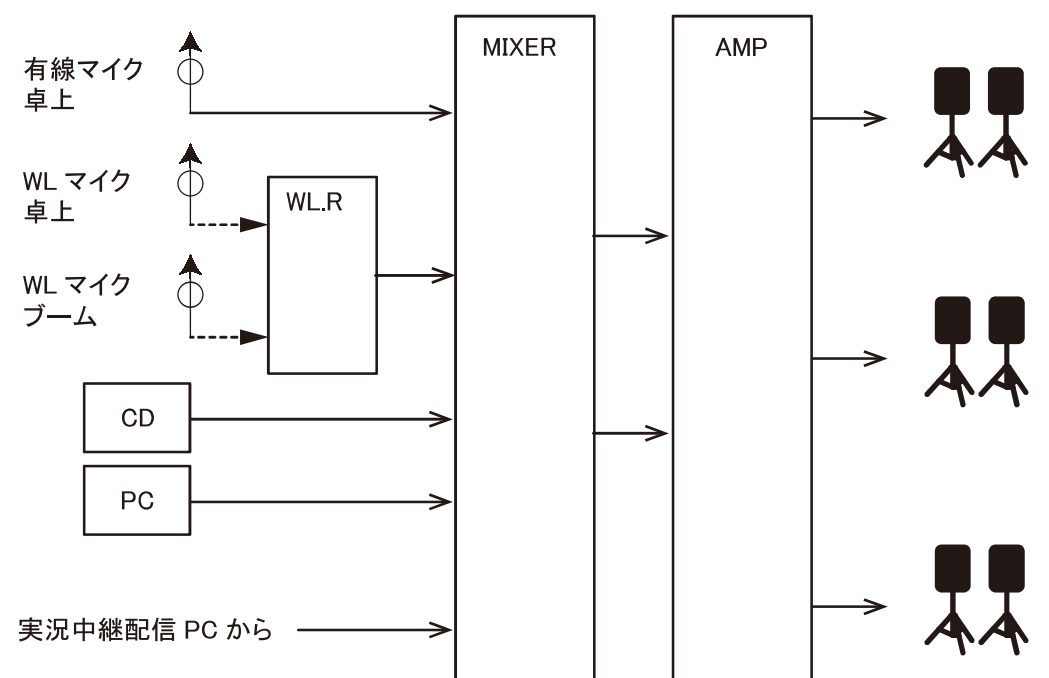 MIXER
AMP
有線マイク
卓上
WL マイク
卓上
WL.R
WL マイク
ブーム
CD
PC
実況中継配信 PC から